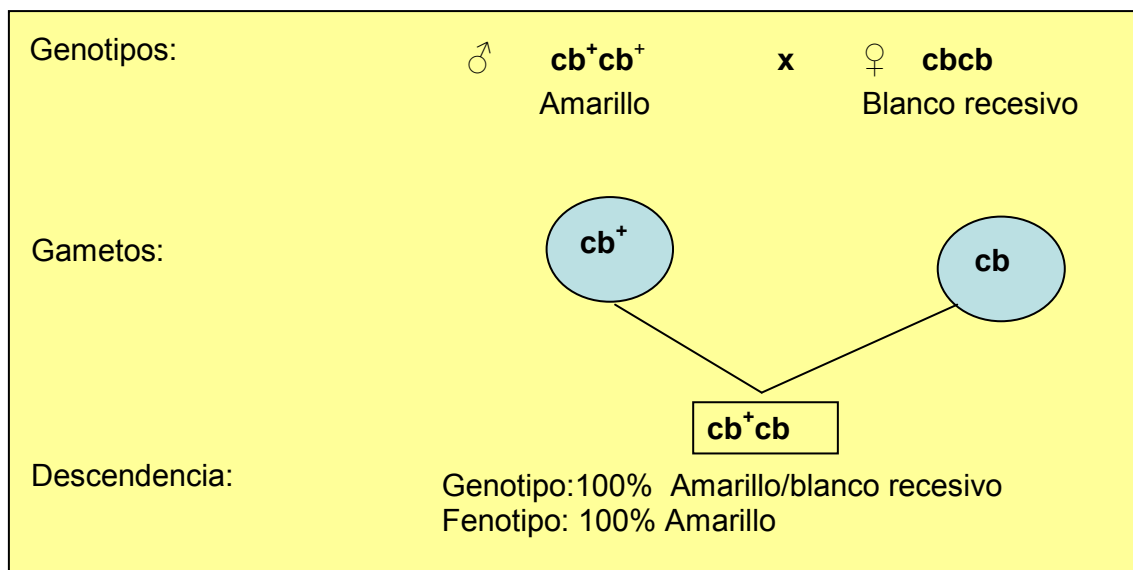 Genotipos: ♂ cb⁺cb⁺ x ♀ cbcb
Amarillo Blanco recesivo
Gametos: cb⁺ cb
cb⁺cb
Descendencia:
Genotipo:100% Amarillo/blanco recesivo
Fenotipo: 100% Amarillo